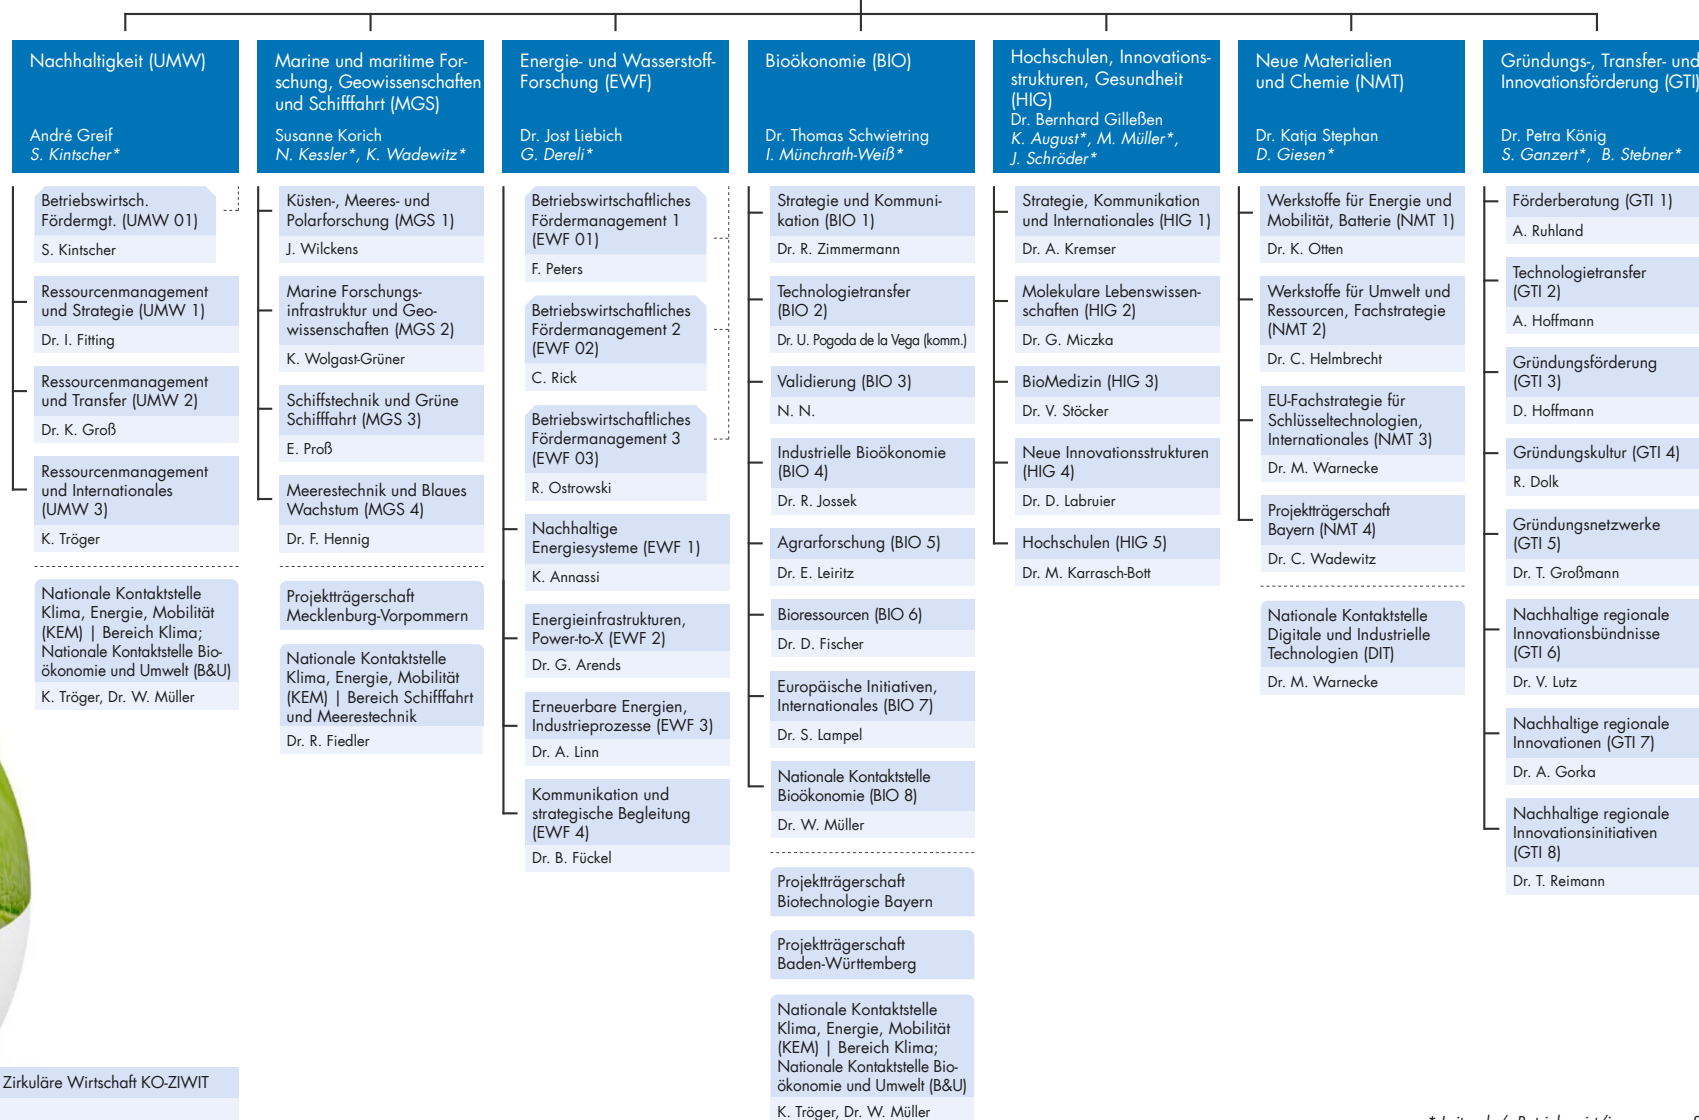 Nachhaltigkeit (UMW)
André Greif
S. Kintscher*
Betriebswirtsch.
Fördermgt. (UMW 01)
S. Kintscher
Ressourcenmanagement
und Strategie (UMW 1)
Dr. I. Fitting
Ressourcenmanagement
und Transfer (UMW 2)
Dr. K. Groß
Ressourcenmanagement
und Internationales
(UMW 3)
K. Tröger
Nationale Kontaktstelle
Klima, Energie, Mobilität
(KEM) | Bereich Klima;
Nationale Kontaktstelle Bio-
ökonomie und Umwelt (B&U)
K. Tröger, Dr. W. Müller
Zirkuläre Wirtschaft KO-ZIWIT
Marine und maritime For-
schung, Geowissenschaften
und Schifffahrt (MGS)
Susanne Korich
N. Kessler*, K. Wadewitz*
Küsten-, Meeres- und
Polarforschung (MGS 1)
J. Wilckens
Marine Forschungs-
infrastruktur und Geo-
wissenschaften (MGS 2)
K. Wolgast-Grüner
Schiffstechnik und Grüne
Schifffahrt (MGS 3)
E. Proß
Meerestechnik und Blaues
Wachstum (MGS 4)
Dr. F. Hennig
Projektträgerschaft
Mecklenburg-Vorpommern
Nationale Kontaktstelle
Klima, Energie, Mobilität
(KEM) | Bereich Schifffahrt
und Meerestechnik
Dr. R. Fiedler
Energie- und Wasserstoff-
Forschung (EWF)
Dr. Jost Liebich
G. Dereli*
Betriebswirtschaftliches
Fördermanagement 1
(EWF 01)
F. Peters
Betriebswirtschaftliches
Fördermanagement 2
(EWF 02)
C. Rick
Betriebswirtschaftliches
Fördermanagement 3
(EWF 03)
R. Ostrowski
Nachhaltige
Energiesysteme (EWF 1)
K. Annassi
Energieinfrastrukturen,
Power-to-X (EWF 2)
Dr. G. Arends
Erneuerbare Energien,
Industrieprozesse (EWF 3)
Dr. A. Linn
Kommunikation und
strategische Begleitung
(EWF 4)
Dr. B. Fückel
Bioökonomie (BIO)
Dr. Thomas Schwietring
I. Münchrath-Weiß*
Strategie und Kommuni-
kation (BIO 1)
Dr. R. Zimmermann
Technologietransfer
(BIO 2)
Dr. U. Pogoda de la Vega (komm.)
Validierung (BIO 3)
N. N.
Industrielle Bioökonomie
(BIO 4)
Dr. R. Jossek
Agrarforschung (BIO 5)
Dr. E. Leiritz
Bioressourcen (BIO 6)
Dr. D. Fischer
Europäische Initiativen,
Internationales (BIO 7)
Dr. S. Lampel
Nationale Kontaktstelle
Bioökonomie (BIO 8)
Dr. W. Müller
Projektträgerschaft
Biotechnologie Bayern
Projektträgerschaft
Baden-Württemberg
Nationale Kontaktstelle
Klima, Energie, Mobilität
(KEM) | Bereich Klima;
Nationale Kontaktstelle Bio-
ökonomie und Umwelt (B&U)
K. Tröger, Dr. W. Müller
Hochschulen, Innovations-
strukturen, Gesundheit
(HIG)
Dr. Bernhard Gilleßen
K. August*, M. Müller*,
J. Schröder*
Strategie, Kommunikation
und Internationales (HIG 1)
Dr. A. Kremser
Molekulare Lebenswissen-
schaften (HIG 2)
Dr. G. Miczka
BioMedizin (HIG 3)
Dr. V. Stöcker
Neue Innovationsstrukturen
(HIG 4)
Dr. D. Labruier
Hochschulen (HIG 5)
Dr. M. Karrasch-Bott
Neue Materialien
und Chemie (NMT)
Dr. Katja Stephan
D. Giesen*
Werkstoffe für Energie und
Mobilität, Batterie (NMT 1)
Dr. K. Otten
Werkstoffe für Umwelt und
Ressourcen, Fachstrategie
(NMT 2)
Dr. C. Helmbrecht
EU-Fachstrategie für
Schlüsseltechnologien,
Internationales (NMT 3)
Dr. M. Warnecke
Projektträgerschaft
Bayern (NMT 4)
Dr. C. Wadewitz
Nationale Kontaktstelle
Digitale und Industrielle
Technologien (DIT)
Dr. M. Warnecke
Gründungs-, Transfer- und
Innovationsförderung (GTI)
Dr. Petra König
S. Ganzert*, B. Stebner*
Förderberatung (GTI 1)
A. Ruhland
Technologietransfer
(GTI 2)
A. Hoffmann
Gründungsförderung
(GTI 3)
D. Hoffmann
Gründungskultur (GTI 4)
R. Dolk
Gründungsnetzwerke
(GTI 5)
Dr. T. Großmann
Nachhaltige regionale
Innovationsbündnisse
(GTI 6)
Dr. V. Lutz
Nachhaltige regionale
Innovationen (GTI 7)
Dr. A. Gorka
Nachhaltige regionale
Innovationsinitiativen
(GTI 8)
Dr. T. Reimann